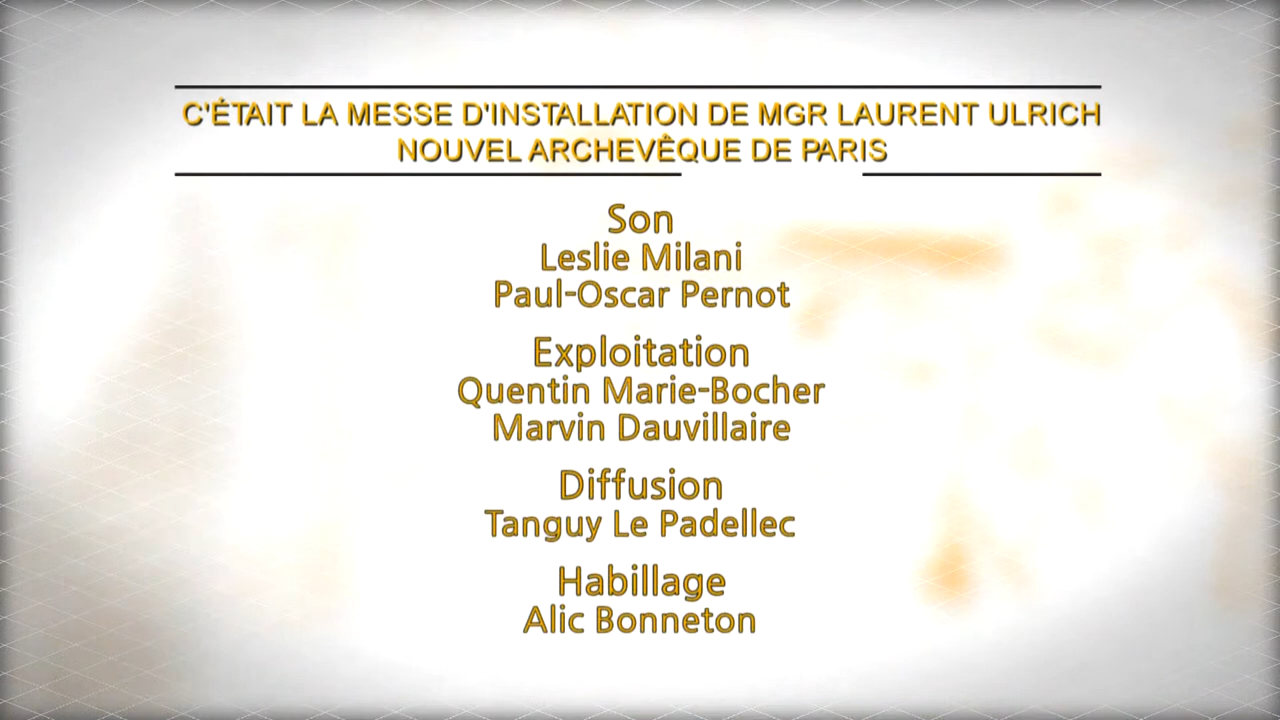 C'ÉTAIT LA MESSE D'INSTALLATION DE MGR LAURENT ULRICH
NOUVEL ARCHEVÊQUE DE PARIS
Son
Leslie Milani
Paul-Oscar Pernot
Exploitation
Quentin Marie-Bocher
Marvin Dauvillaire
Diffusion
Tanguy Le Padellec
Habillage
Alic Bonneton